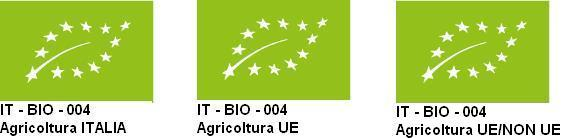 IT - BIO - 004
Agricoltura ITALIA
IT - BIO - 004
Agricoltura UE
IT - BIO - 004
Agricoltura UE/NON UE